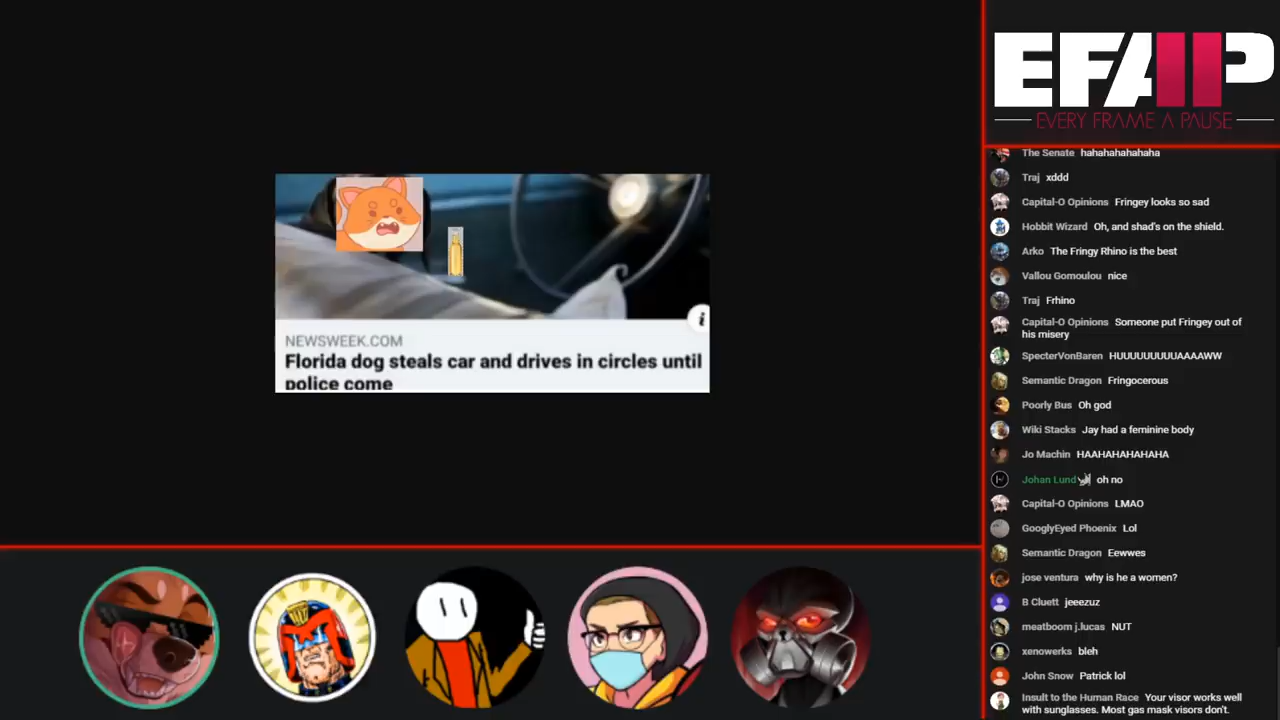 NEWSWEEK.COM
Florida dog steals car and drives in circles until
police come
i
EFAP
EVERY FRAME A PAUSE
The Senate hahahahahahaha
Traj xddd
Capital-O Opinions Fringey looks so sad
Hobbit Wizard Oh, and shad's on the shield.
Arko The Fringy Rhino is the best
Vallou Gomoulou nice
Traj Frhino
Capital-O Opinions Someone put Fringey out of
his misery
SpecterVonBaren HUUUUUUUUUAAAAWW
Semantic Dragon Fringocerous
Poorly Bus Oh god
Wiki Stacks Jay had a feminine body
Jo Machin HAAHAHAHAHAHA
Johan Lund oh no
Capital-O Opinions LMAO
GooglyEyed Phoenix Lol
Semantic Dragon Eewwes
jose ventura why is he a women?
B Cluett jeeezuz
meatboom j.lucas NUT
xenowerks bleh
John Snow Patrick lol
Insult to the Human Race Your visor works well
with sunglasses. Most gas mask visors don't.